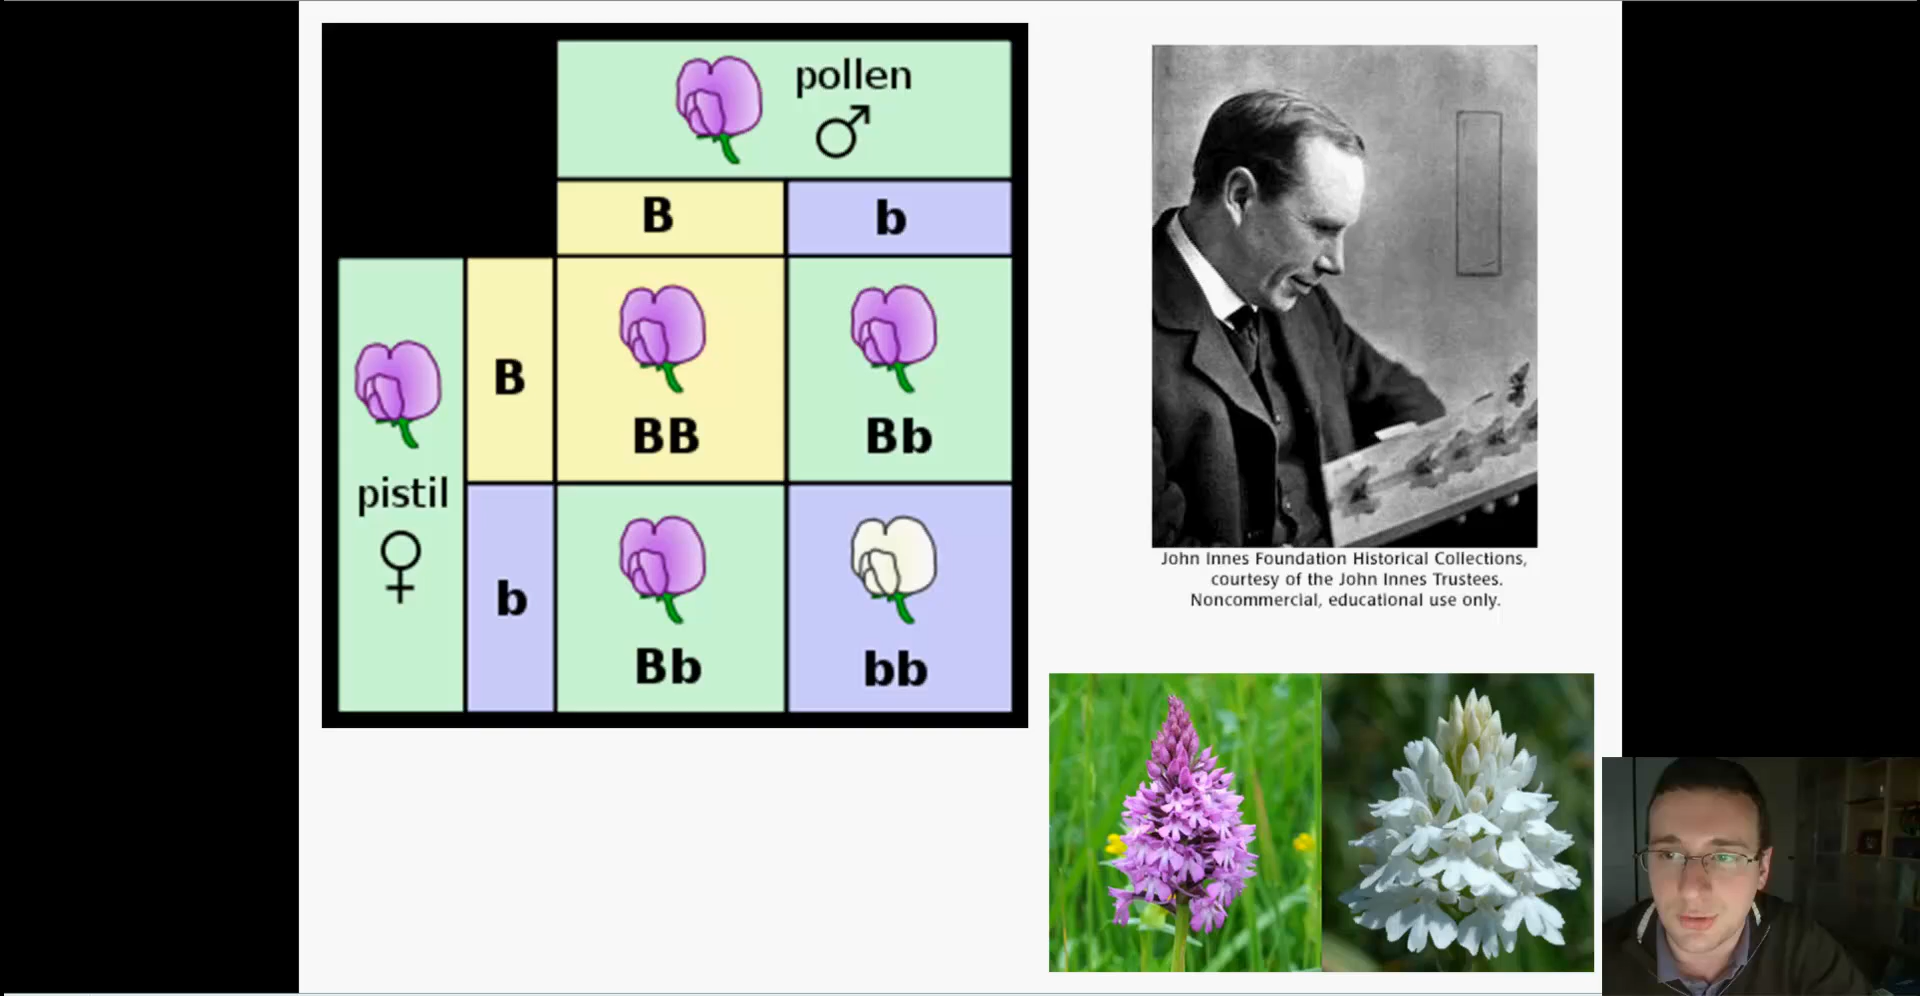 pollen
♂
B b
B
BB Bb
pistil
♀
b
Bb bb
John Innes Foundation Historical Collections,
courtesy of the John Innes Trustees.
Noncommercial, educational use only.